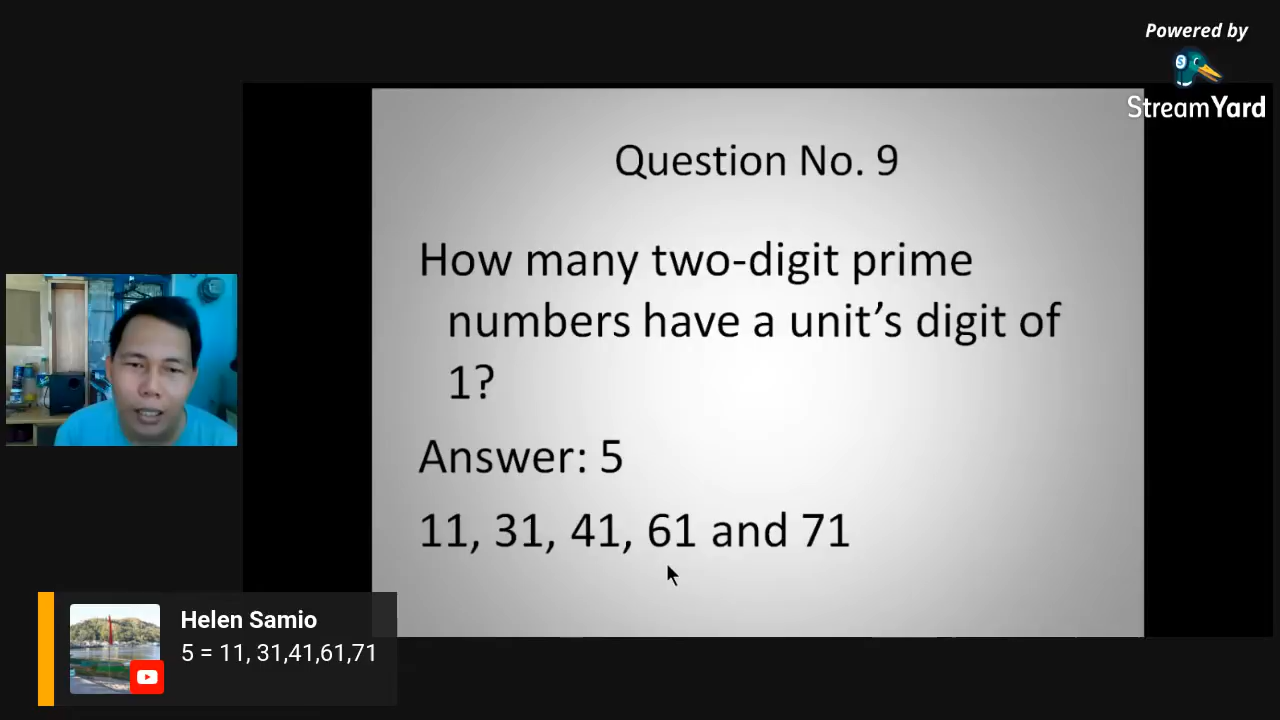 Powered by
StreamYard
Question No. 9
How many two-digit prime
numbers have a unit’s digit of
1?
Answer: 5
11, 31, 41, 61 and 71
Helen Samio
5 = 11, 31,41,61,71